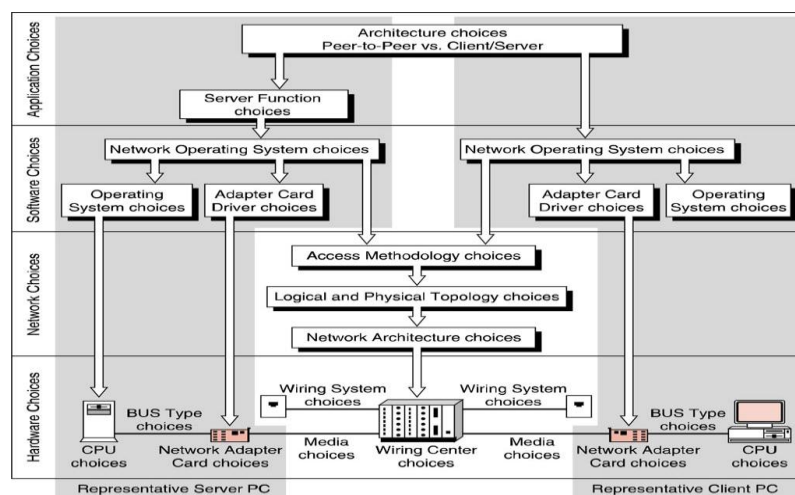 Application Choices
Architecture choices
Peer-to-Peer vs. Client/Server
Server Function
choices
Software Choices
Network Operating System choices
Network Operating System choices
Operating
System choices
Adapter Card
Driver choices
Adapter Card
Driver choices
Operating
System choices
Network Choices
Access Methodology choices
Logical and Physical Topology choices
Network Architecture choices
Hardware Choices
Wiring System
choices
Wiring System
choices
BUS Type
choices
BUS Type
choices
CPU
choices
Network Adapter
Card choices
Media
choices
Wiring Center
choices
Media
choices
Network Adapter
Card choices
CPU
choices
Representative Server PC
Representative Client PC